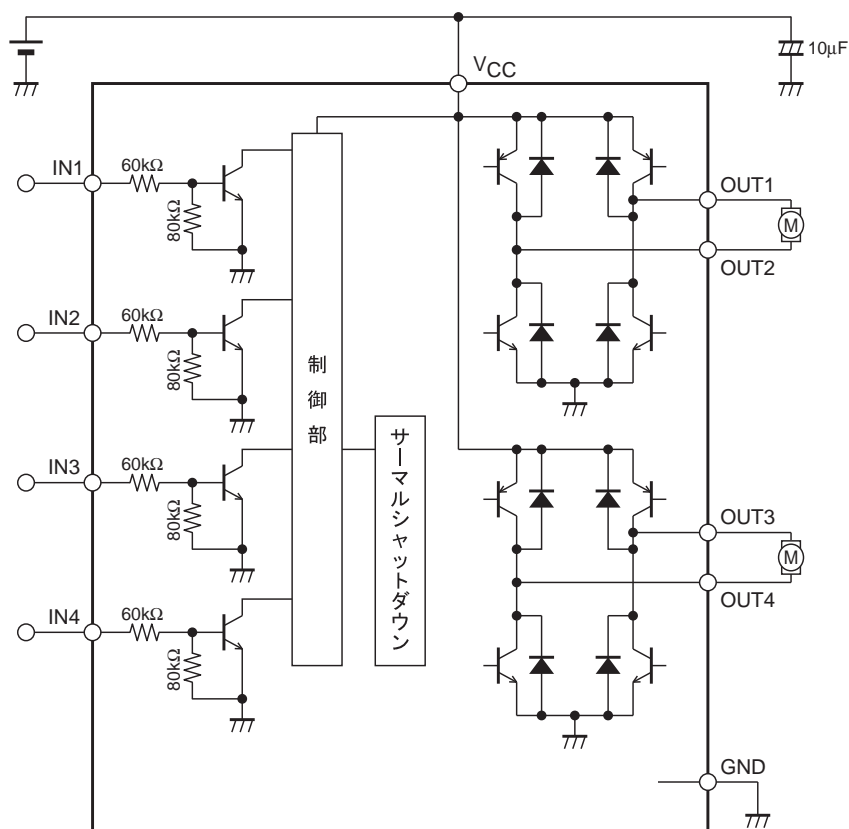 VCC
10μF
IN1
60kΩ
80kΩ
IN2
60kΩ
80kΩ
IN3
60kΩ
80kΩ
IN4
60kΩ
80kΩ
制御部
サーマルシャットダウン
OUT1
M
OUT2
OUT3
M
OUT4
GND